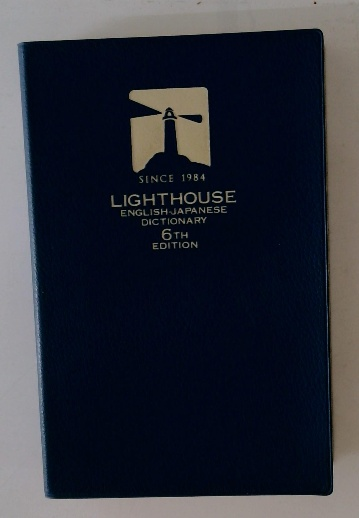 SINCE 1984
LIGHTHOUSE
ENGLISH-JAPANESE
DICTIONARY
6TH
EDITION